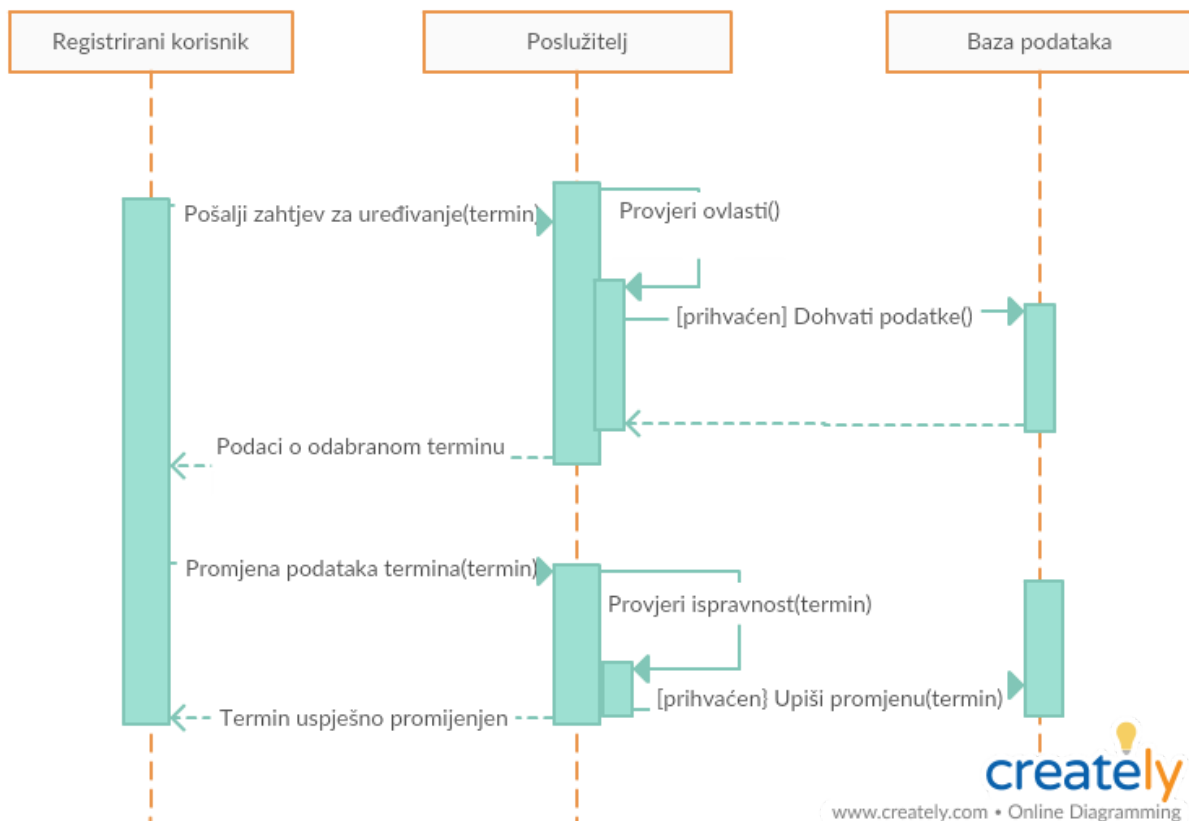 Registrirani korisnik
Poslužitelj
Baza podataka
Pošalji zahtjev za uređivanje(termin)
Provjeri ovlasti()
[prihvaćen] Dohvati podatke()
Podaci o odabranom terminu
Promjena podataka termina(termin)
Provjeri ispravnost(termin)
[prihvaćen} Upiši promjenu(termin)
Termin uspješno promijenjen
creately
www.creately.com • Online Diagramming